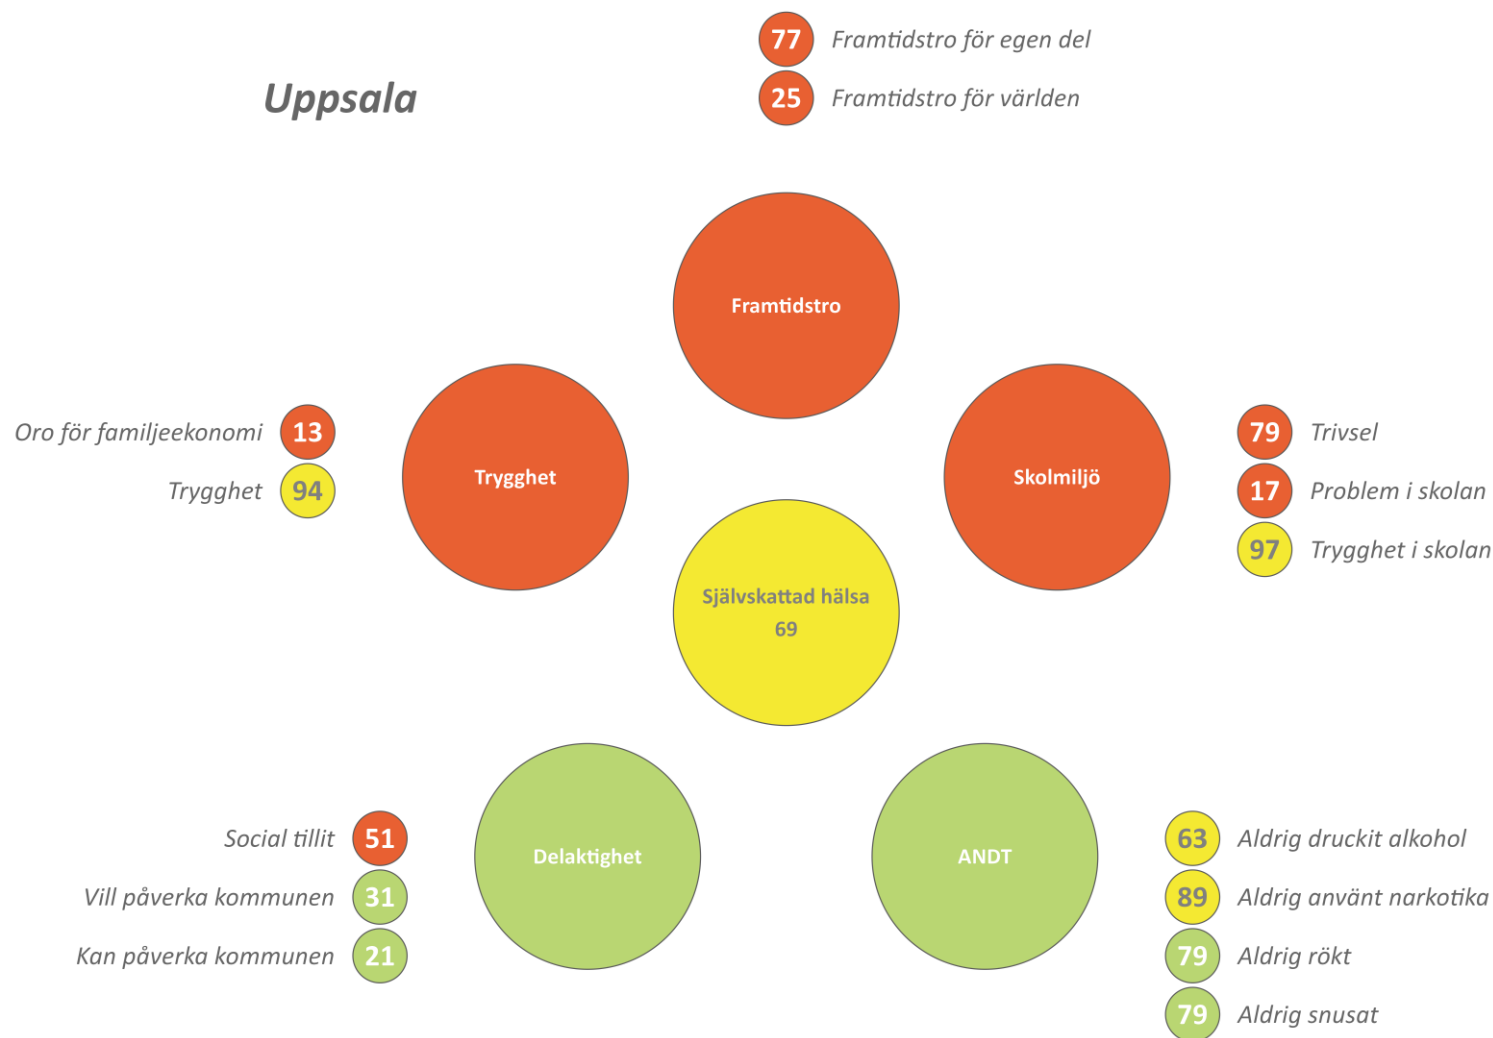 77 Framtidstro för egen del
25 Framtidstro för världen
Uppsala
Framtidstro
Oro för familjeekonomi 13
Trygghet 94
Trygghet
Skolmiljö
79 Trivsel
17 Problem i skolan
97 Trygghet i skolan
Självskattad hälsa
69
Social tillit 51
Vill påverka kommunen 31
Kan påverka kommunen 21
Delaktighet
ANDT
63 Aldrig druckit alkohol
89 Aldrig använt narkotika
79 Aldrig rökt
79 Aldrig snusat